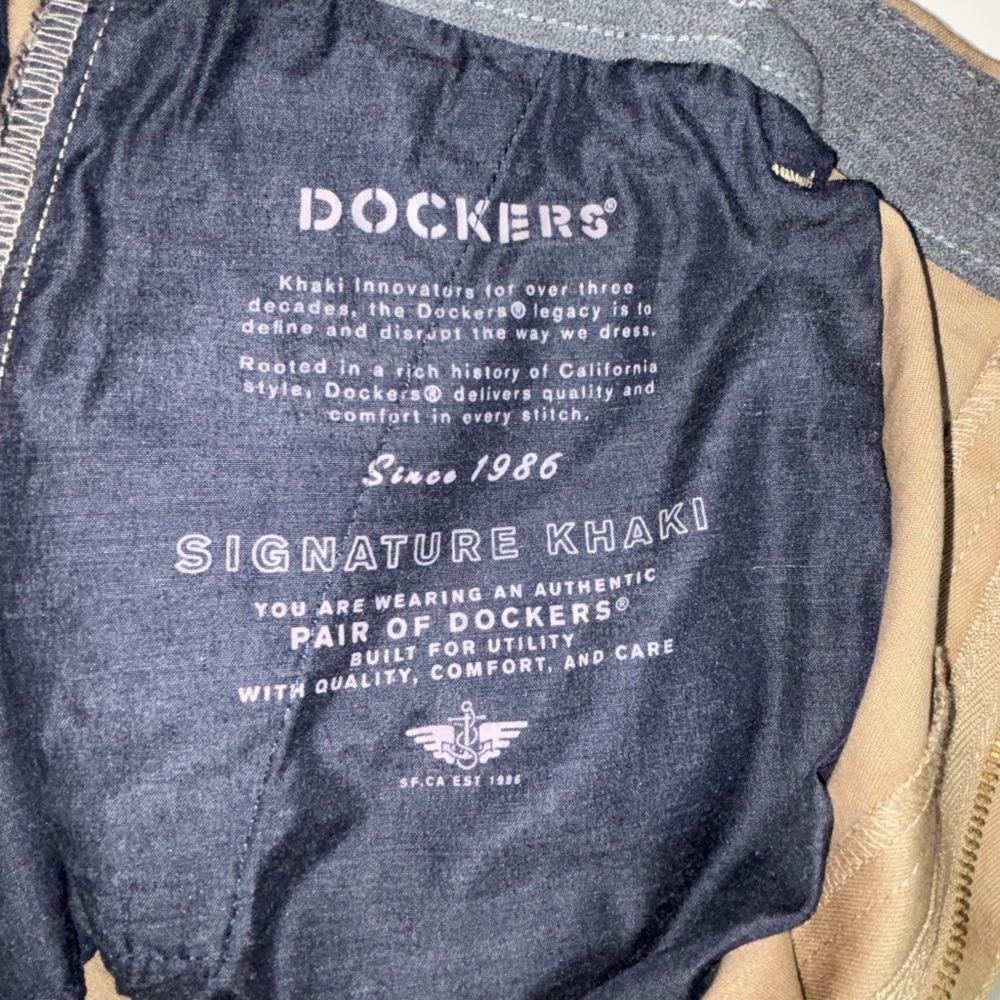 DOCKERS®
Khaki Innovators for over three
decades, the Dockers® legacy is to
define and disrupt the way we dress.
Rooted in a rich history of California
style, Dockers® delivers quality and
comfort in every stitch.
Since 1986
SIGNATURE KHAKI
YOU ARE WEARING AN AUTHENTIC
PAIR OF DOCKERS®
BUILT FOR UTILITY
WITH QUALITY, COMFORT, AND CARE
SF.CA EST 1986